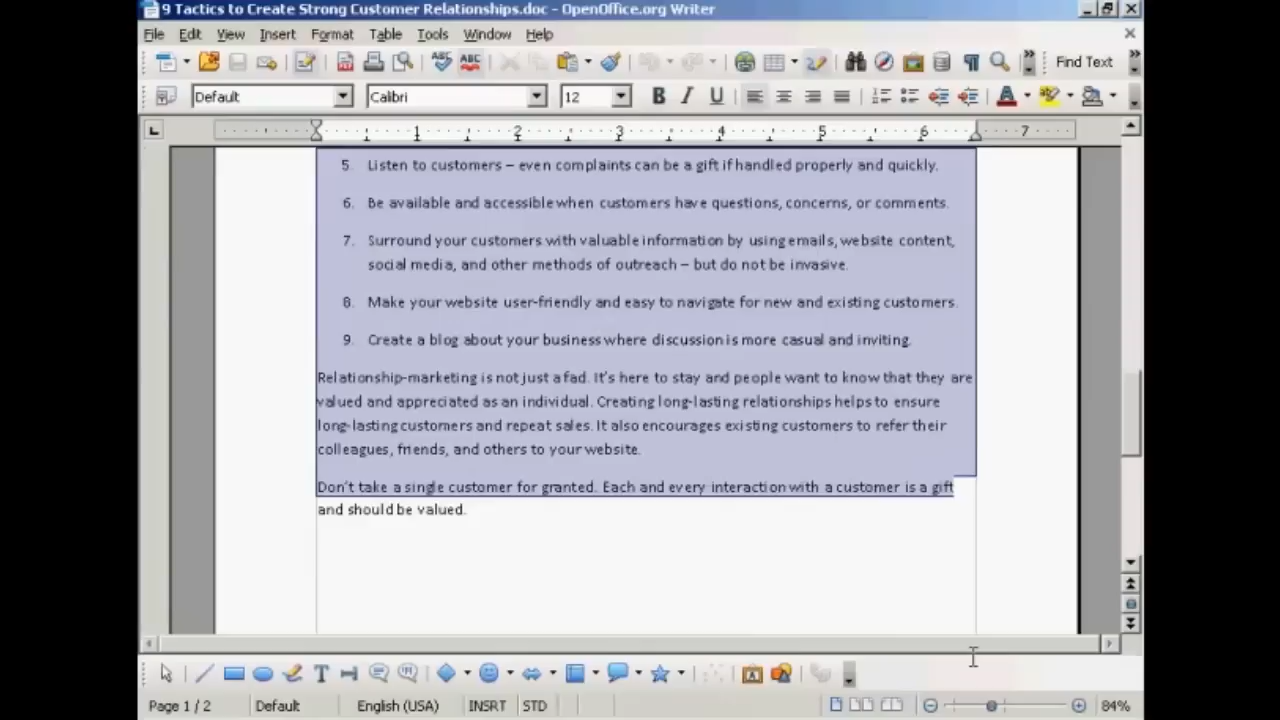 9 Tactics to Create Strong Customer Relationships.doc - OpenOffice.org Writer
File Edit View Insert Format Table Tools Window Help
Find Text
Default Calibri 12 B I U
1 2 3 4 5 6 7
5. Listen to customers – even complaints can be a gift if handled properly and quickly.
6. Be available and accessible when customers have questions, concerns, or comments.
7. Surround your customers with valuable information by using emails, website content,
social media, and other methods of outreach – but do not be invasive.
8. Make your website user-friendly and easy to navigate for new and existing customers.
9. Create a blog about your business where discussion is more casual and inviting.
Relationship-marketing is not just a fad. It’s here to stay and people want to know that they are
valued and appreciated as an individual. Creating long-lasting relationships helps to ensure
long-lasting customers and repeat sales. It also encourages existing customers to refer their
colleagues, friends, and others to your website.
Don’t take a single customer for granted. Each and every interaction with a customer is a gift
and should be valued.
Page 1 / 2 Default English (USA) INSRT STD 84%